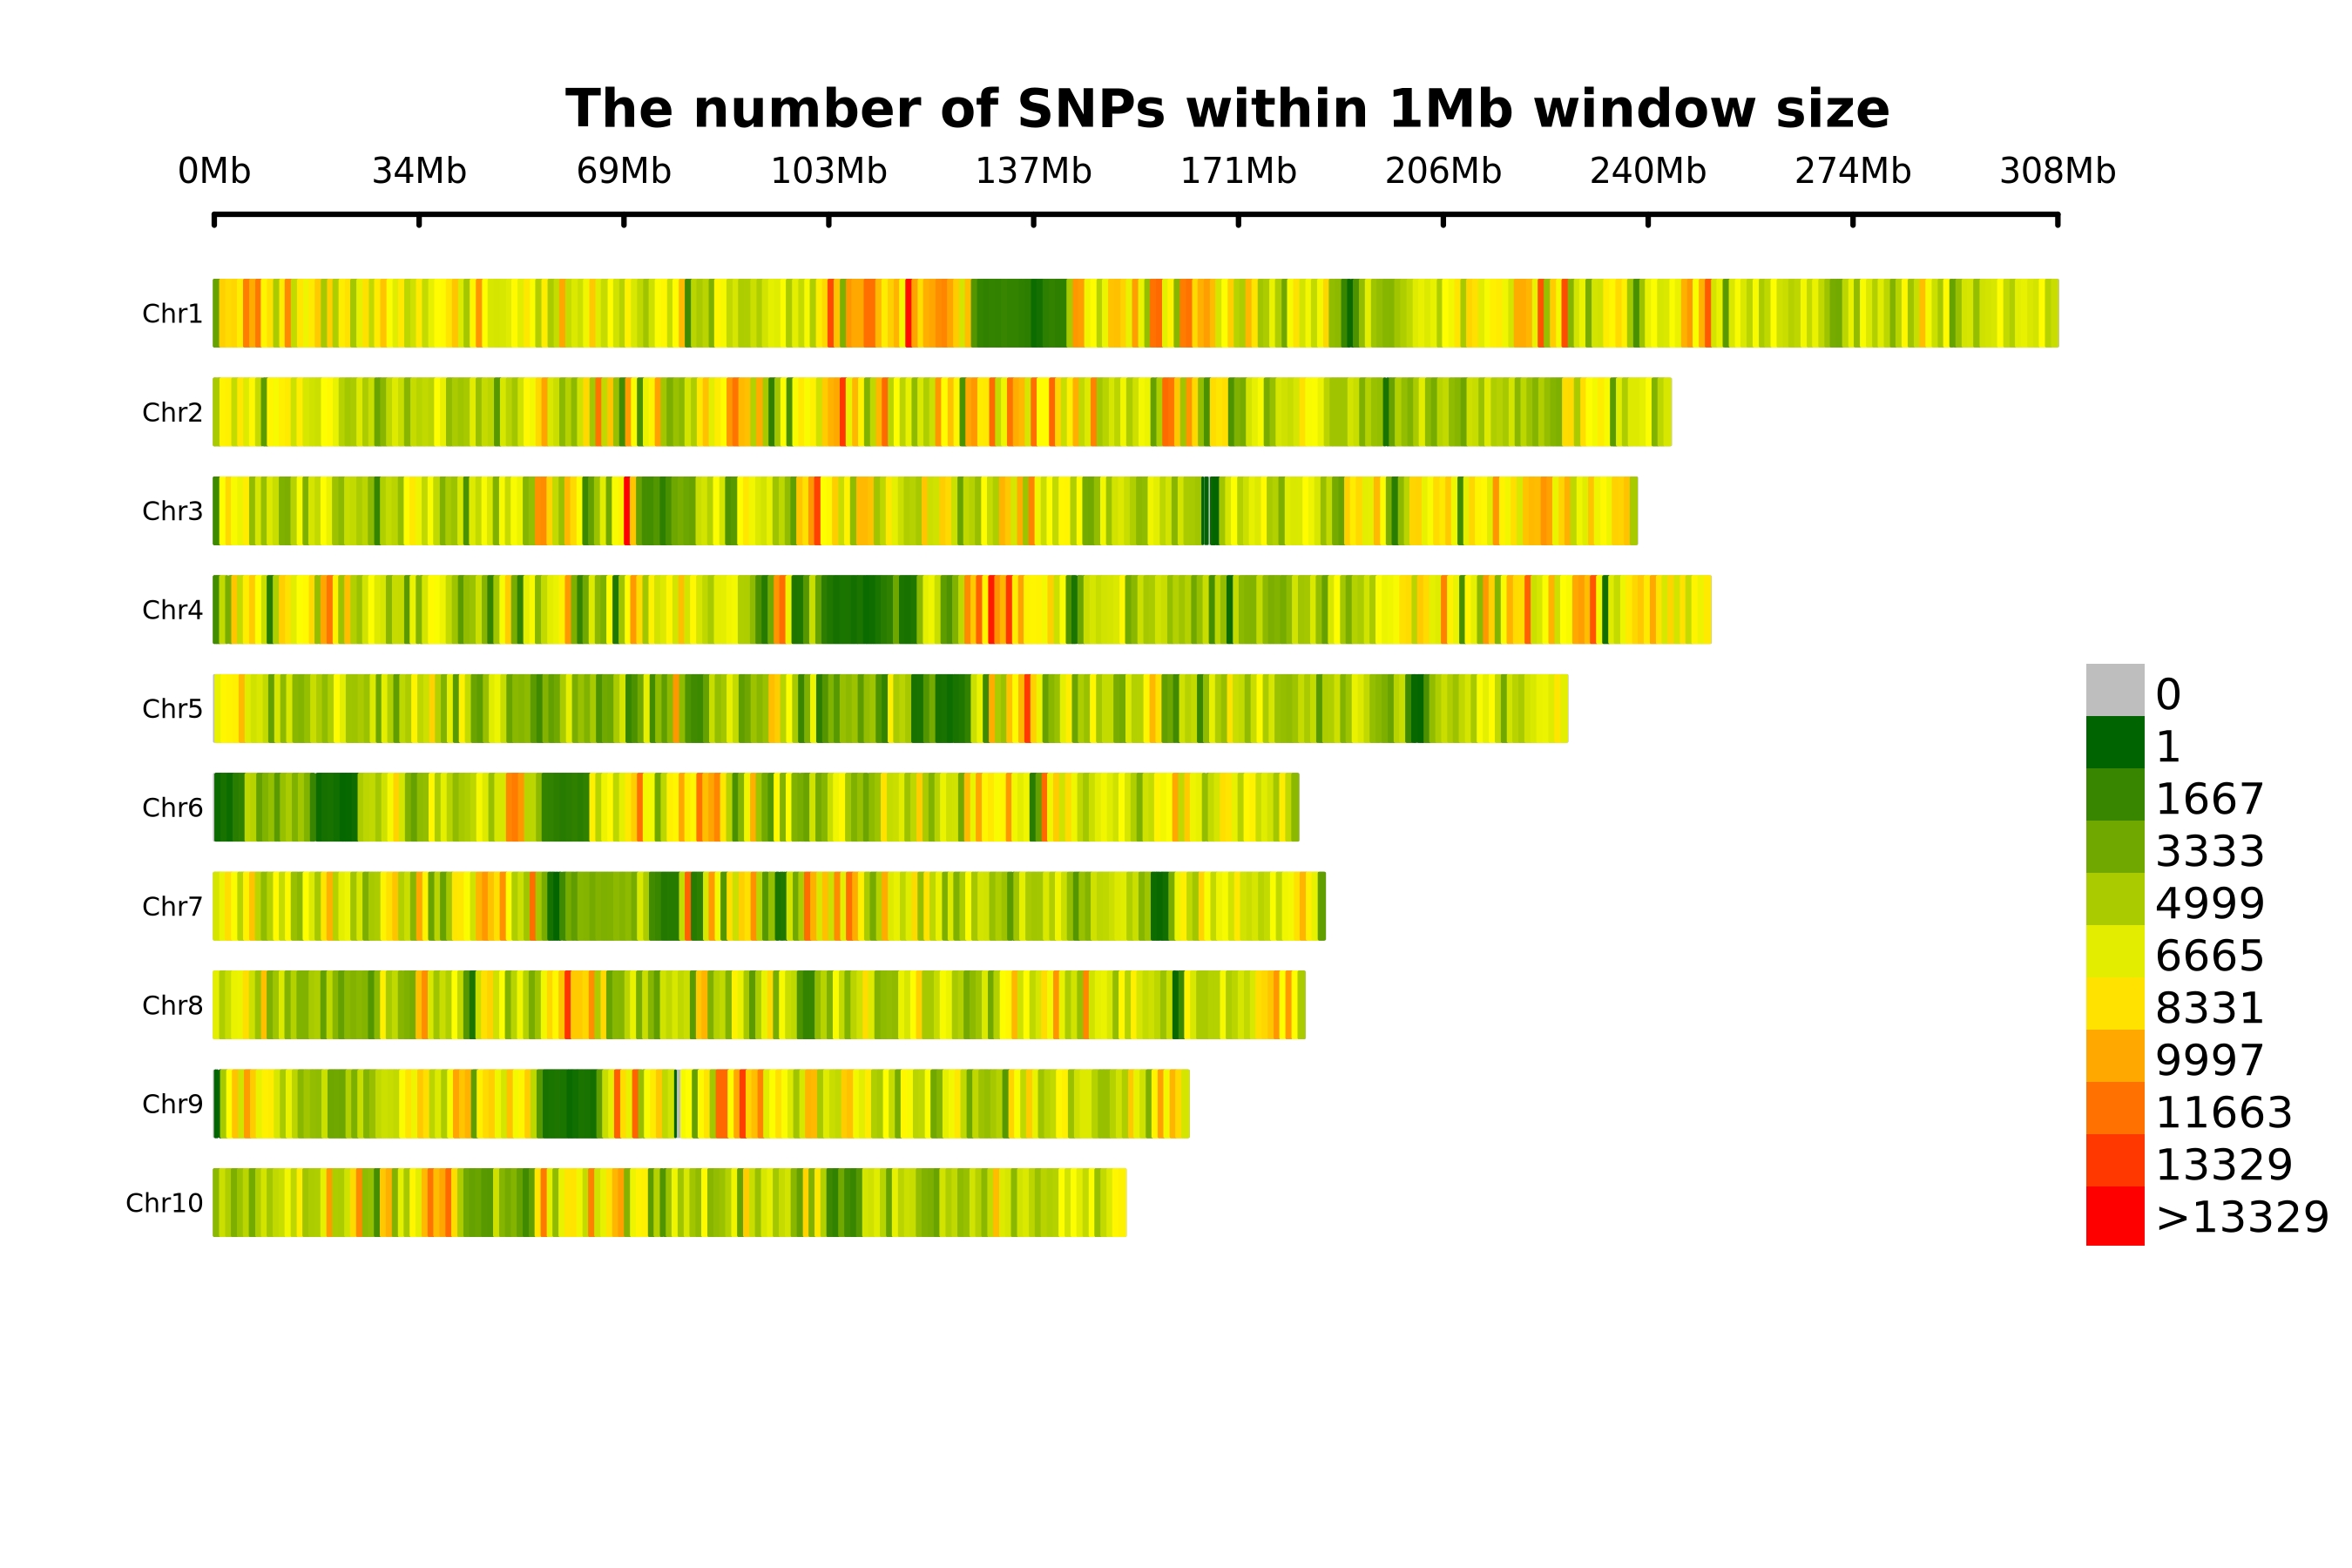 The number of SNPs within 1Mb window size
0Mb 34Mb 69Mb 103Mb 137Mb 171Mb 206Mb 240Mb 274Mb 308Mb
Chr1
Chr2
Chr3
Chr4
Chr5
Chr6
Chr7
Chr8
Chr9
Chr10
0
1
1667
3333
4999
6665
8331
9997
11663
13329
>13329